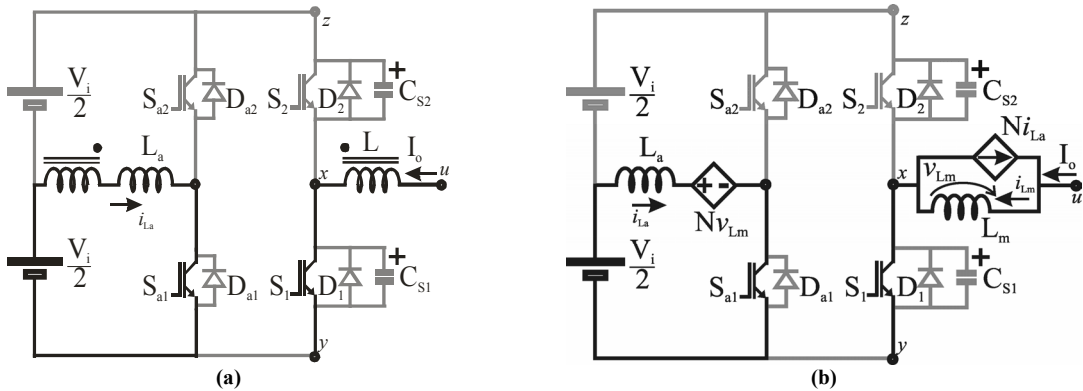 z
V_i
2
S_a2
D_a2
S_2
D_2
+
C_S2
L_a
L
I_o
u
x
i_La
V_i
2
S_a1
D_a1
S_1
D_1
+
C_S1
y
(a)
z
V_i
2
S_a2
D_a2
S_2
D_2
+
C_S2
Ni_La
L_a
x
v_Lm
I_o
i_Lm
u
+ -
i_La
Nv_Lm
L_m
V_i
2
S_a1
D_a1
S_1
D_1
+
C_S1
y
(b)